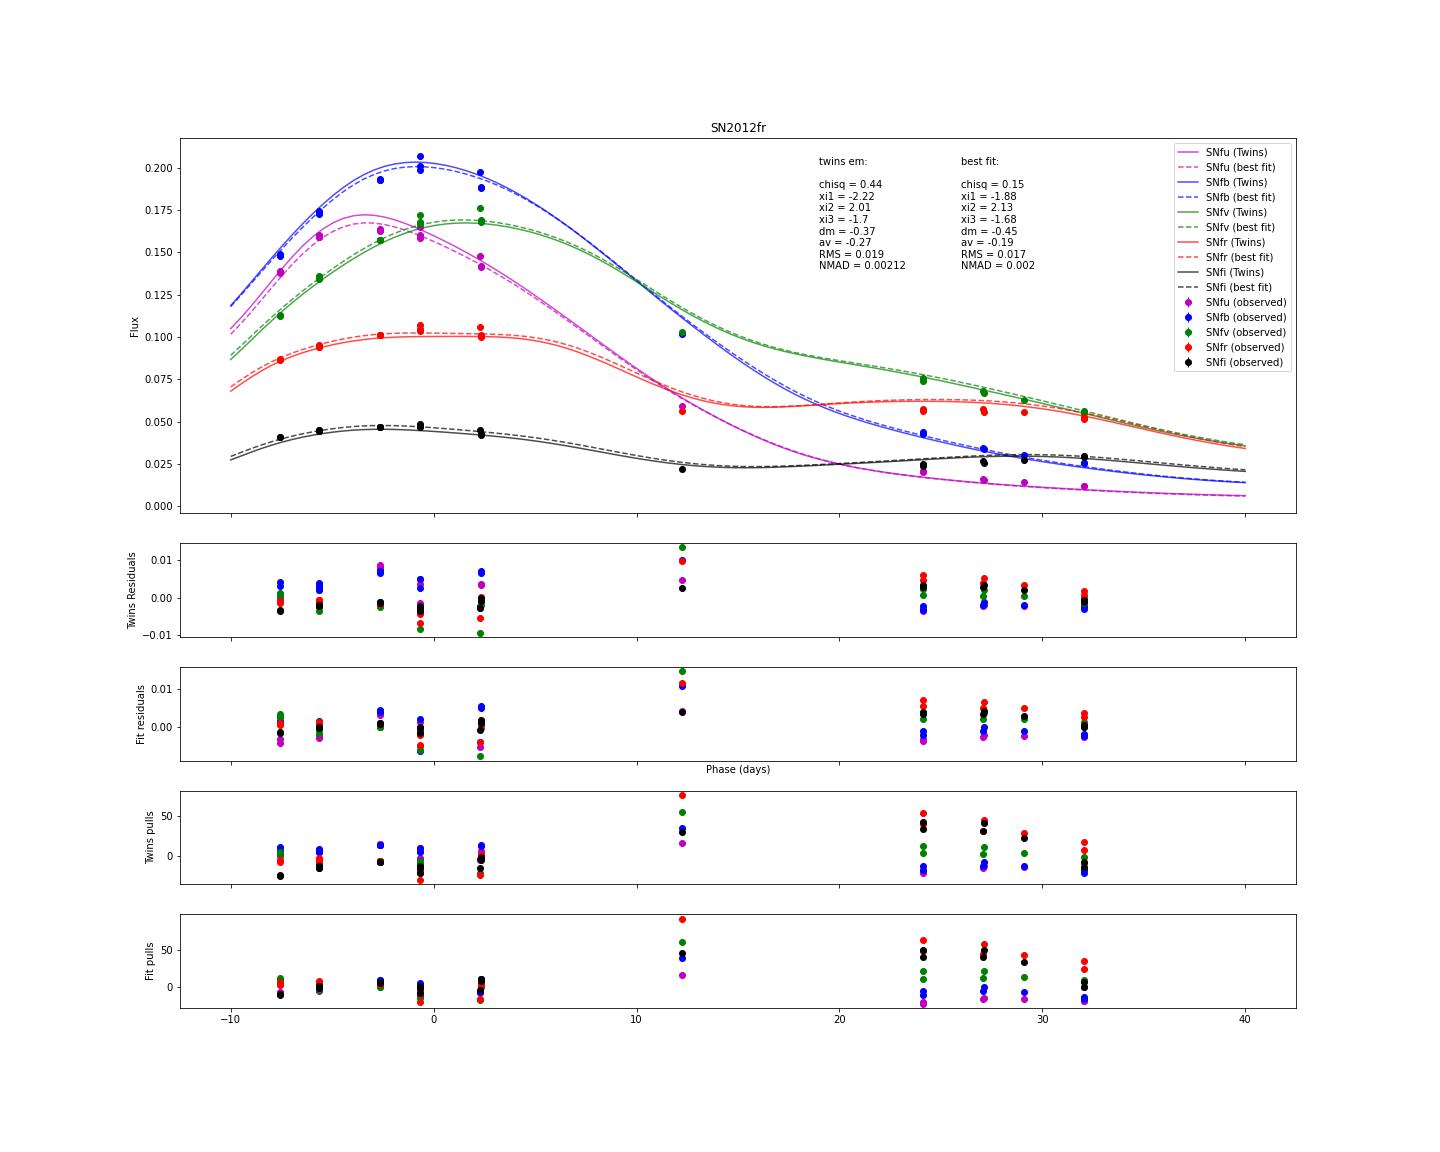 SN2012fr
Flux
0.200
0.175
0.150
0.125
0.100
0.075
0.050
0.025
0.000
twins em:
chisq = 0.44
xi1 = -2.22
xi2 = 2.01
xi3 = -1.7
dm = -0.37
av = -0.27
RMS = 0.019
NMAD = 0.00212
best fit:
chisq = 0.15
xi1 = -1.88
xi2 = 2.13
xi3 = -1.68
dm = -0.45
av = -0.19
RMS = 0.017
NMAD = 0.002
SNfu (Twins)
SNfu (best fit)
SNfb (Twins)
SNfb (best fit)
SNfv (Twins)
SNfv (best fit)
SNfr (Twins)
SNfr (best fit)
SNfi (Twins)
SNfi (best fit)
SNfu (observed)
SNfb (observed)
SNfv (observed)
SNfr (observed)
SNfi (observed)
Twins Residuals
0.01
0.00
−0.01
Fit residuals
0.01
0.00
Phase (days)
Twins pulls
50
0
Fit pulls
50
0
−10 0 10 20 30 40